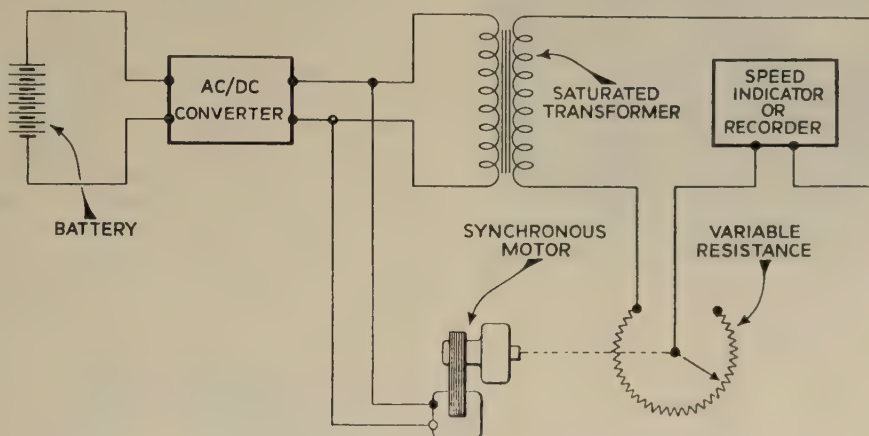 AC/DC
CONVERTER
SATURATED
TRANSFORMER
SPEED
INDICATOR
OR
RECORDER
BATTERY
SYNCHRONOUS
MOTOR
VARIABLE
RESISTANCE